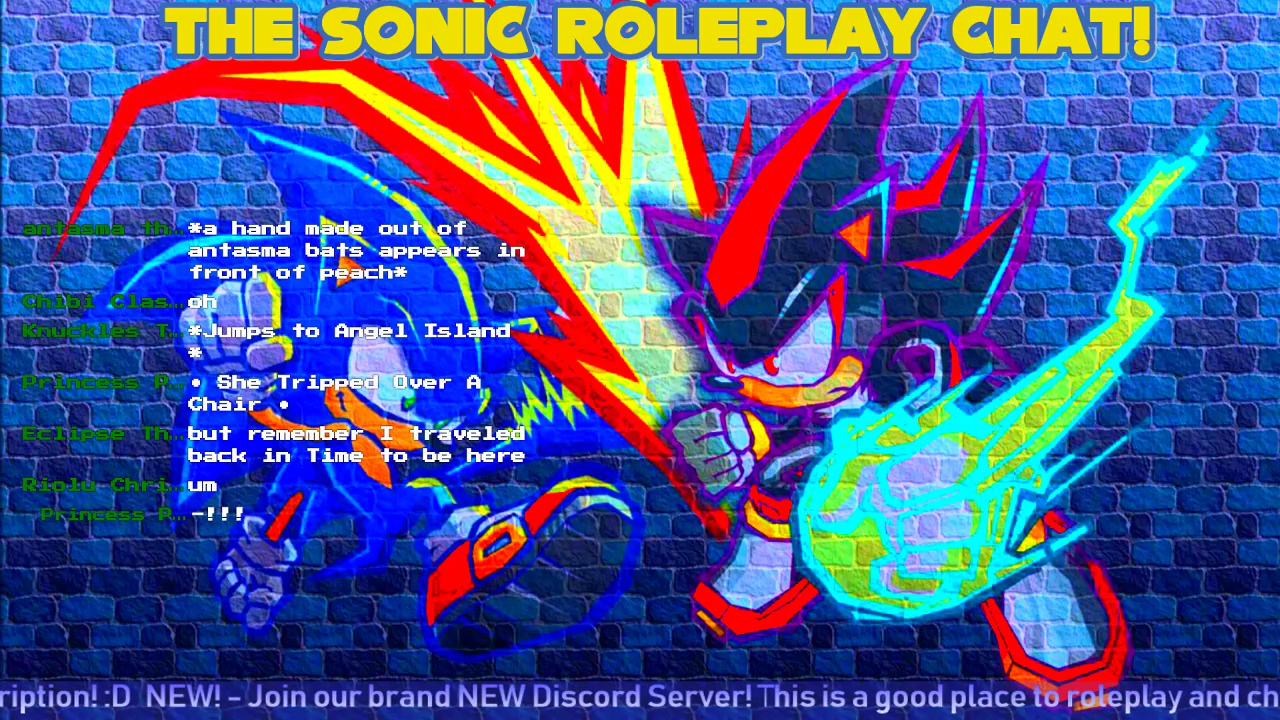 THE SONIC ROLEPLAY CHAT!
antasma th... *a hand made out of
antasma bats appears in
front of peach*
Chibi Clas... oh
Knuckles T... *Jumps to Angel Island
*
Princess P... • She Tripped Over A
Chair •
Eclipse Th... but remember I traveled
back in Time to be here
Riolu Chri... um
Princess P... -!!!
ription! :D NEW! - Join our brand NEW Discord Server! This is a good place to roleplay and ch